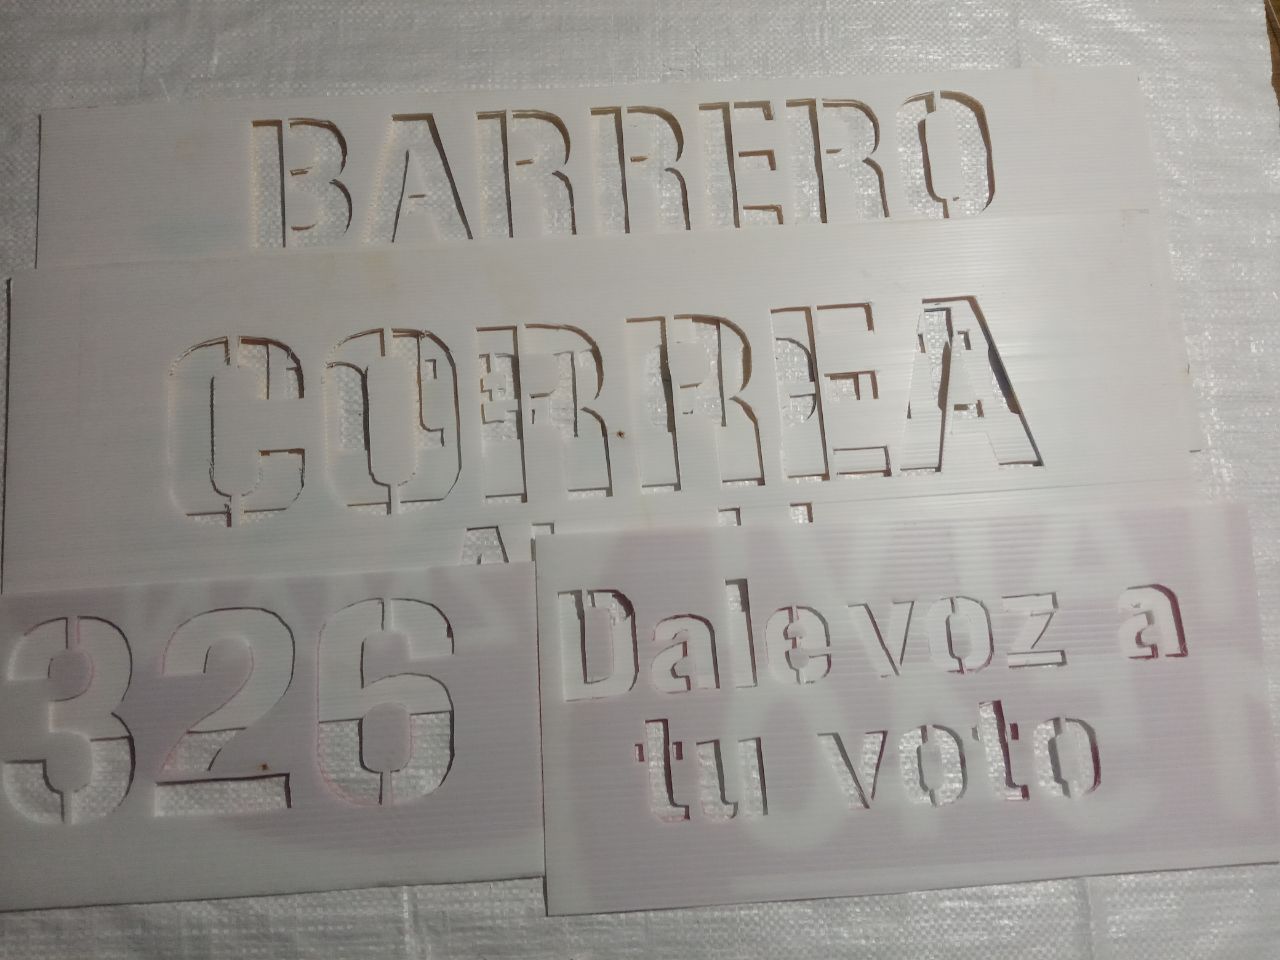 BARRERO
CORREA
326
Dale voz a
tu voto